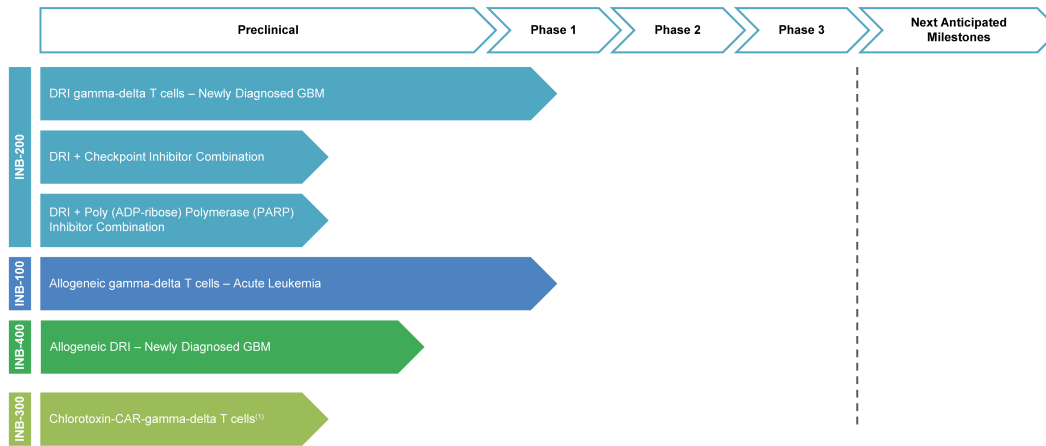 Preclinical
Phase 1
Phase 2
Phase 3
Next Anticipated
Milestones
INB-200
DRI gamma-delta T cells – Newly Diagnosed GBM
DRI + Checkpoint Inhibitor Combination
DRI + Poly (ADP-ribose) Polymerase (PARP)
Inhibitor Combination
INB-100
Allogeneic gamma-delta T cells – Acute Leukemia
INB-400
Allogeneic DRI – Newly Diagnosed GBM
INB-300
Chlorotoxin-CAR-gamma-delta T cells⁽¹⁾